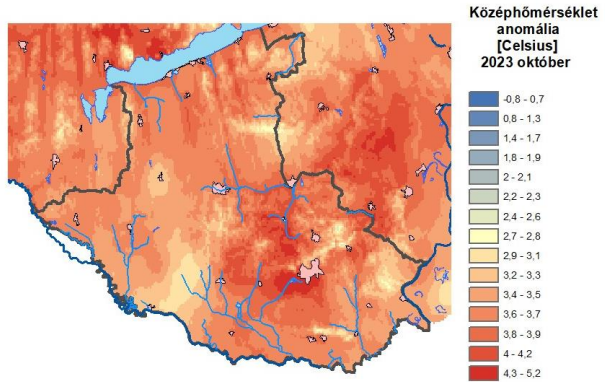 Középhőmérséklet
anomália
[Celsius]
2023 október
-0,8 - 0,7
0,8 - 1,3
1,4 - 1,7
1,8 - 1,9
2 - 2,1
2,2 - 2,3
2,4 - 2,6
2,7 - 2,8
2,9 - 3,1
3,2 - 3,3
3,4 - 3,5
3,6 - 3,7
3,8 - 3,9
4 - 4,2
4,3 - 5,2